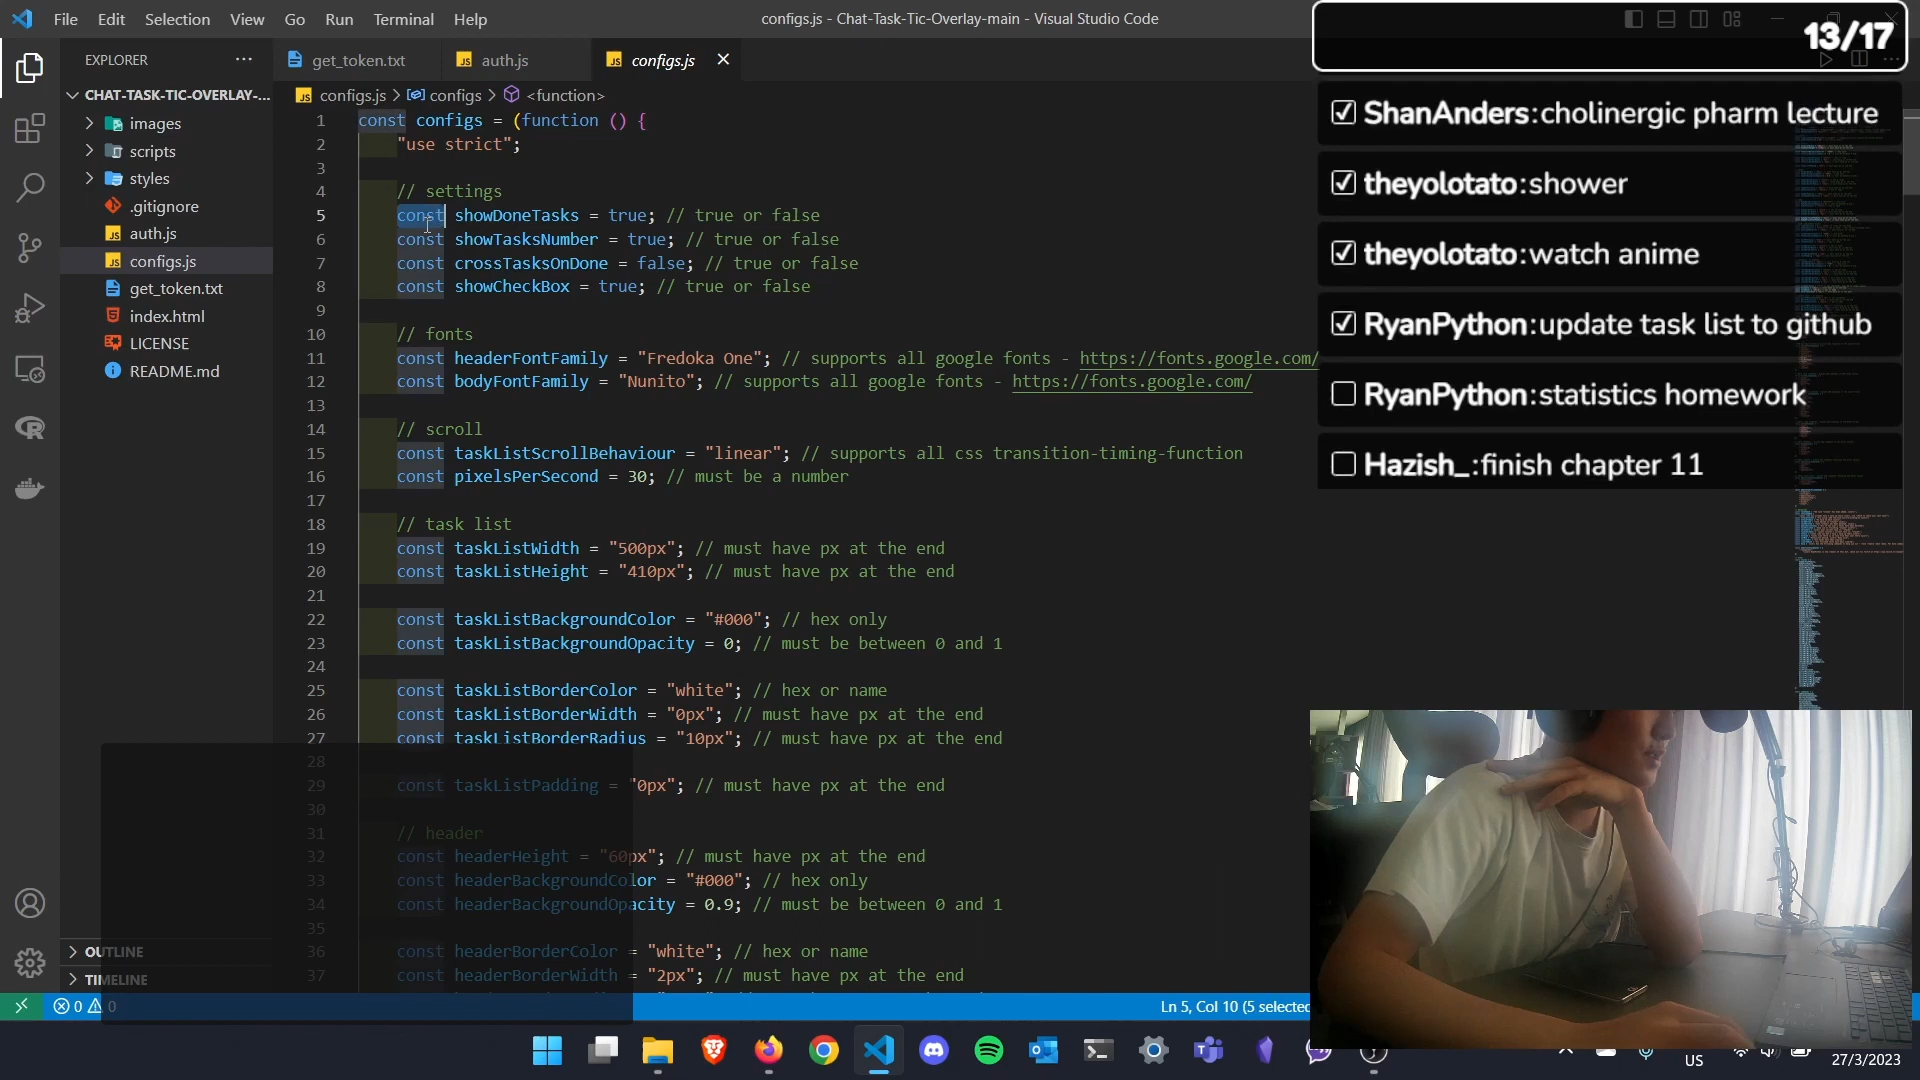 File Edit Selection View Go Run Terminal Help
configs.js - Chat-Task-Tic-Overlay-main - Visual Studio Code
13/17
EXPLORER
get_token.txt
auth.js
configs.js
CHAT-TASK-TIC-OVERLAY-...
images
scripts
styles
.gitignore
auth.js
configs.js
get_token.txt
index.html
LICENSE
README.md
OUTLINE
TIMELINE
configs.js > configs > <function>
1 const configs = (function () {
2 "use strict";
3
4 // settings
5 const showDoneTasks = true; // true or false
6 const showTasksNumber = true; // true or false
7 const crossTasksOnDone = false; // true or false
8 const showCheckBox = true; // true or false
9
10 // fonts
11 const headerFontFamily = "Fredoka One"; // supports all google fonts - https://fonts.google.com/
12 const bodyFontFamily = "Nunito"; // supports all google fonts - https://fonts.google.com/
13
14 // scroll
15 const taskListScrollBehaviour = "linear"; // supports all css transition-timing-function
16 const pixelsPerSecond = 30; // must be a number
17
18 // task list
19 const taskListWidth = "500px"; // must have px at the end
20 const taskListHeight = "410px"; // must have px at the end
21
22 const taskListBackgroundColor = "#000"; // hex only
23 const taskListBackgroundOpacity = 0; // must be between 0 and 1
24
25 const taskListBorderColor = "white"; // hex or name
26 const taskListBorderWidth = "0px"; // must have px at the end
27 const taskListBorderRadius = "10px"; // must have px at the end
28
29 const taskListPadding = "0px"; // must have px at the end
30
31 // header
32 const headerHeight = "60px"; // must have px at the end
33 const headerBackgroundColor = "#000"; // hex only
34 const headerBackgroundOpacity = 0.9; // must be between 0 and 1
35
36 const headerBorderColor = "white"; // hex or name
37 const headerBorderWidth = "2px"; // must have px at the end
ShanAnders:cholinergic pharm lecture
theyolotato:shower
theyolotato:watch anime
RyanPython:update task list to github
RyanPython:statistics homework
Hazish_:finish chapter 11
0 0
Ln 5, Col 10 (5 selected
US
27/3/2023